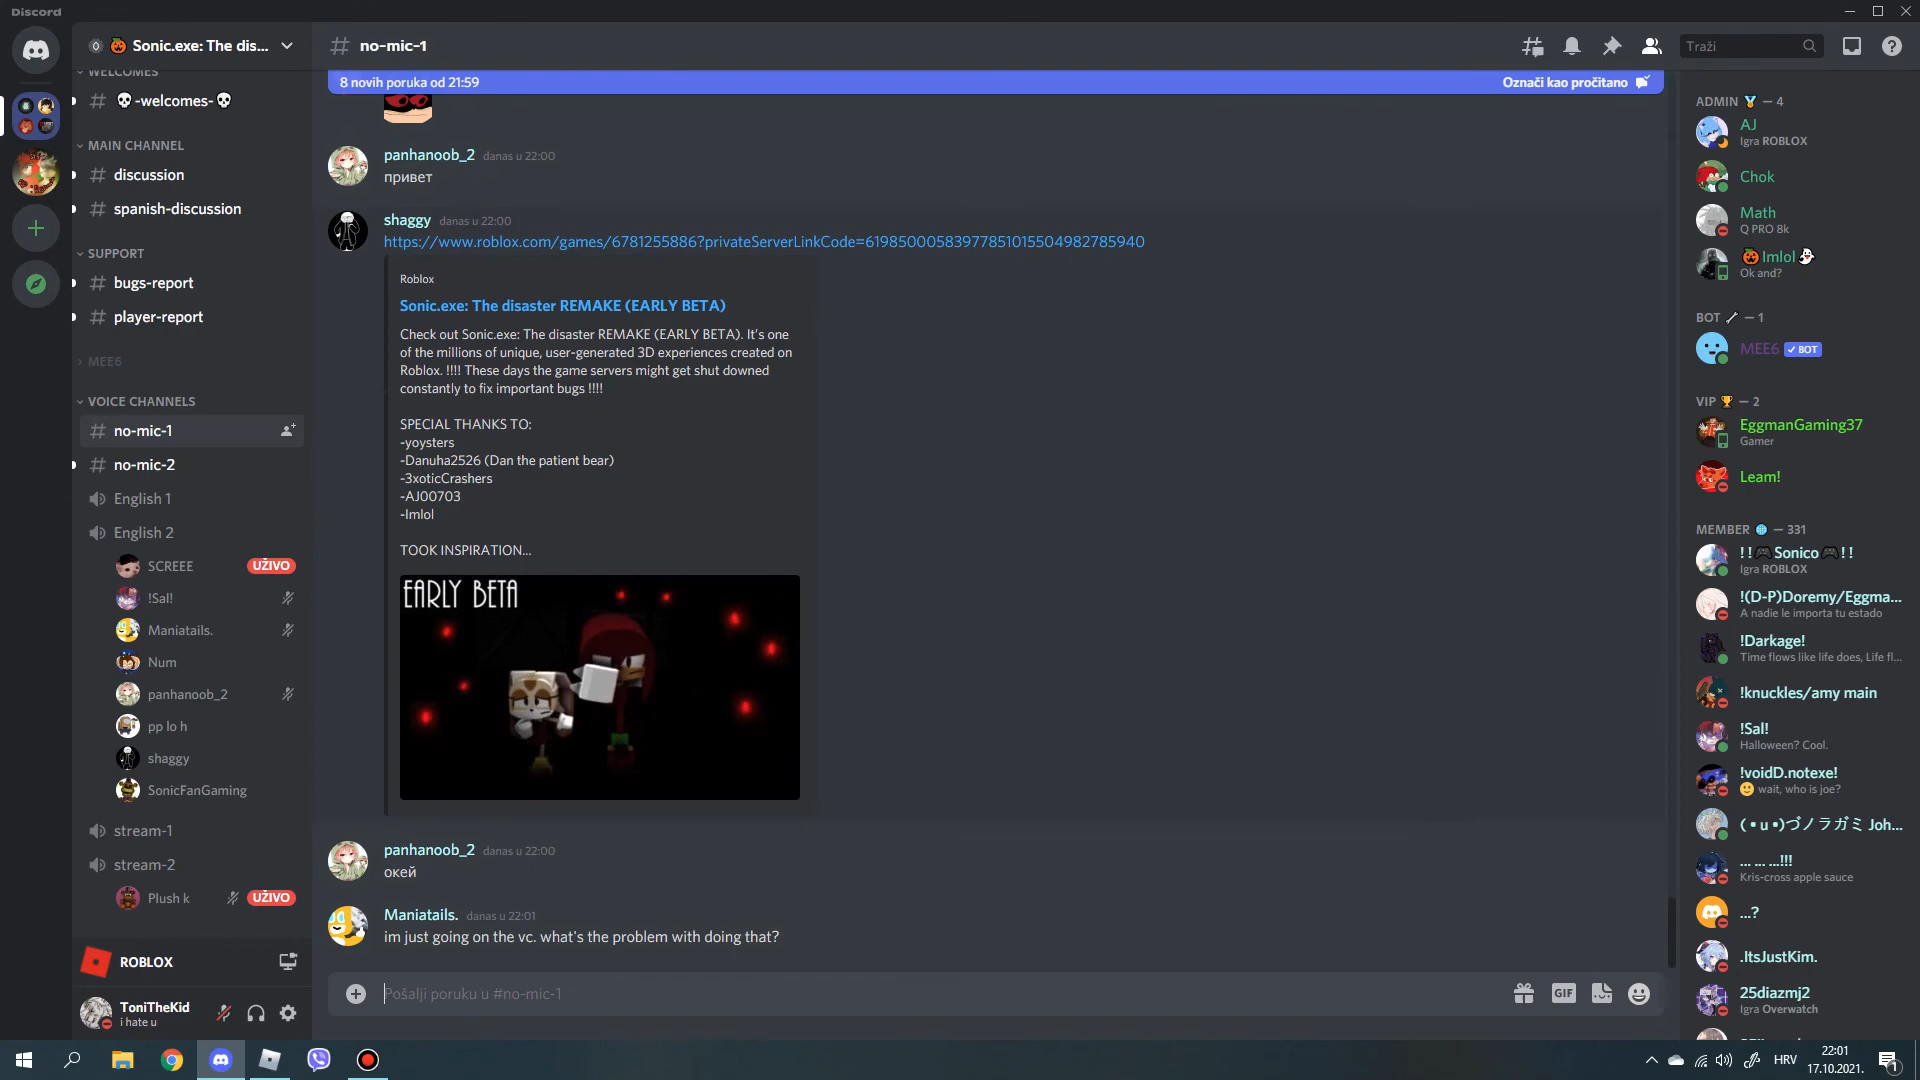 Discord
🎃 Sonic.exe: The dis...
WELCOMES
💀-welcomes-💀
MAIN CHANNEL
discussion
spanish-discussion
SUPPORT
bugs-report
player-report
MEE6
VOICE CHANNELS
no-mic-1
no-mic-2
English 1
English 2
SCREEE UŽIVO
!Sal!
Maniatails.
Num
panhanoob_2
pp lo h
shaggy
SonicFanGaming
stream-1
stream-2
Plush k UŽIVO
ROBLOX
ToniTheKid
i hate u
# no-mic-1
Traži
8 novih poruka od 21:59 Označi kao pročitano
panhanoob_2 danas u 22:00
привет
shaggy danas u 22:00
https://www.roblox.com/games/6781255886?privateServerLinkCode=61985000583977851015504982785940
Roblox
Sonic.exe: The disaster REMAKE (EARLY BETA)
Check out Sonic.exe: The disaster REMAKE (EARLY BETA). It's one
of the millions of unique, user-generated 3D experiences created on
Roblox. !!!! These days the game servers might get shut downed
constantly to fix important bugs !!!!
SPECIAL THANKS TO:
-yoysters
-Danuha2526 (Dan the patient bear)
-3xoticCrashers
-AJ00703
-Imlol
TOOK INSPIRATION...
EARLY BETA
panhanoob_2 danas u 22:00
окей
Maniatails. danas u 22:01
im just going on the vc. what's the problem with doing that?
Pošalji poruku u #no-mic-1
GIF
ADMIN 🏅 — 4
AJ
Igra ROBLOX
Chok
Math
Q PRO 8k
🎃Imlol👻
Ok and?
BOT 🔧 — 1
MEE6 ✓ BOT
VIP 🏆 — 2
EggmanGaming37
Gamer
Leam!
MEMBER 🌐 — 331
! ! 🎮Sonico🎮! !
Igra ROBLOX
!(D-P)Doremy/Eggma...
A nadie le importa tu estado
!Darkage!
Time flows like life does, Life fl...
!knuckles/amy main
!Sal!
Halloween? Cool.
!voidD.notexe!
🙂 wait, who is joe?
( ▪ u ▪)づノラガミ Joh...
... ... ...!!!
Kris-cross apple sauce
...?
.ItsJustKim.
25diazmj2
Igra Overwatch
HRV
22:01
17.10.2021.
1